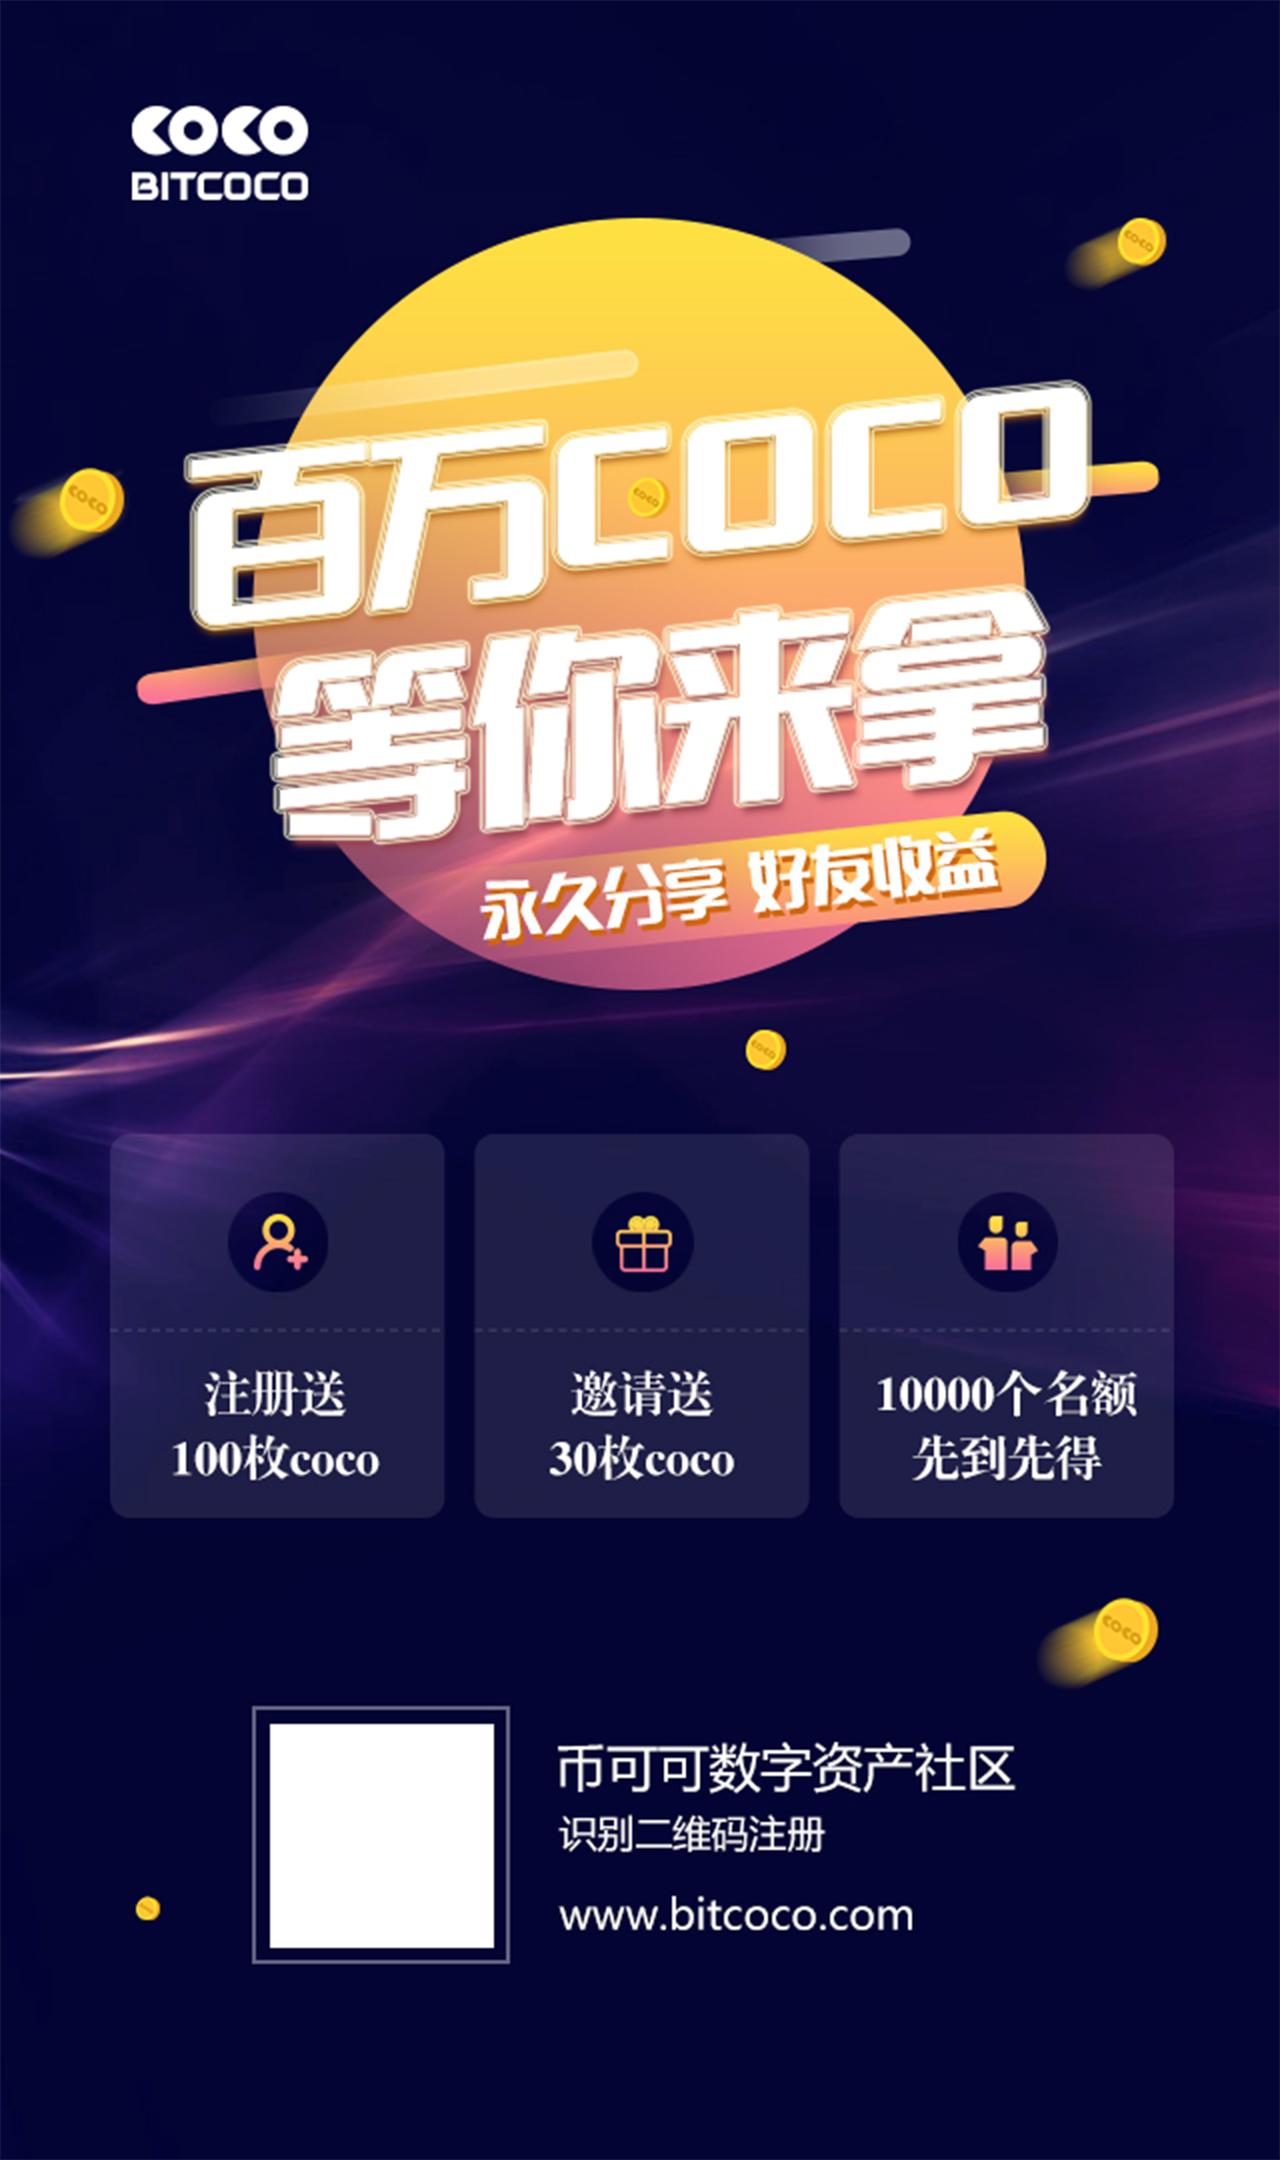 COCO
BITCOCO
百万COCO
等你来拿
永久分享 好友收益
注册送
100枚coco
邀请送
30枚coco
10000个名额
先到先得
币可可数字资产社区
识别二维码注册
www.bitcoco.com